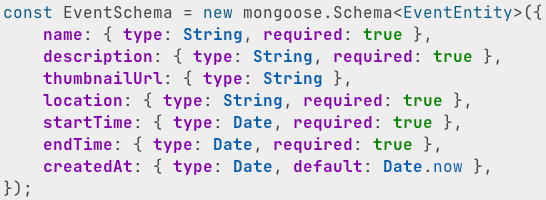 const EventSchema = new mongoose.Schema<EventEntity>({
    name: { type: String, required: true },
    description: { type: String, required: true },
    thumbnailUrl: { type: String },
    location: { type: String, required: true },
    startTime: { type: Date, required: true },
    endTime: { type: Date, required: true },
    createdAt: { type: Date, default: Date.now },
});